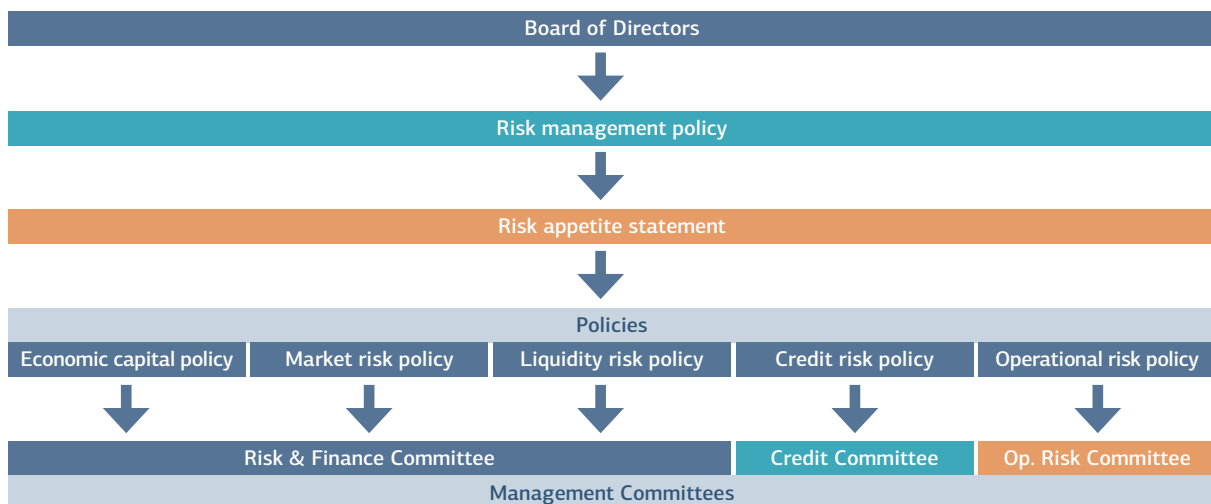 Board of Directors
Risk management policy
Risk appetite statement
Policies
Economic capital policy
Market risk policy
Liquidity risk policy
Credit risk policy
Operational risk policy
Risk & Finance Committee
Credit Committee
Op. Risk Committee
Management Committees